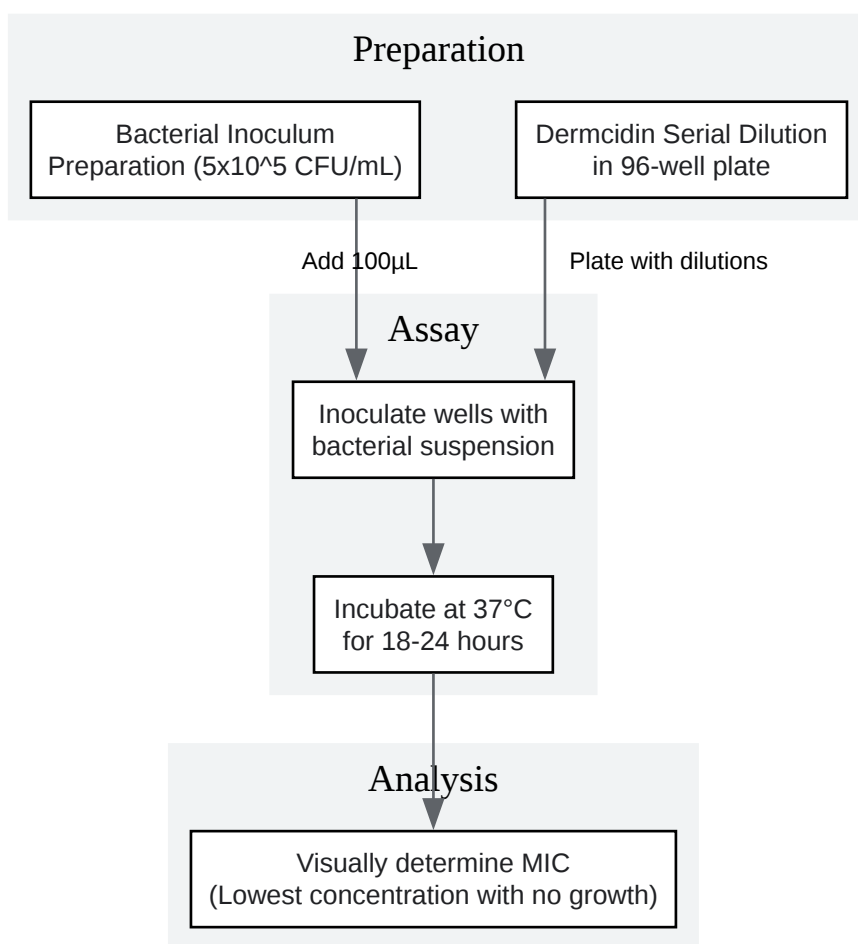 Preparation
Bacterial Inoculum
Preparation (5x10^5 CFU/mL)
Dermcidin Serial Dilution
in 96-well plate
Add 100µL
Plate with dilutions
Assay
Inoculate wells with
bacterial suspension
Incubate at 37°C
for 18-24 hours
Analysis
Visually determine MIC
(Lowest concentration with no growth)